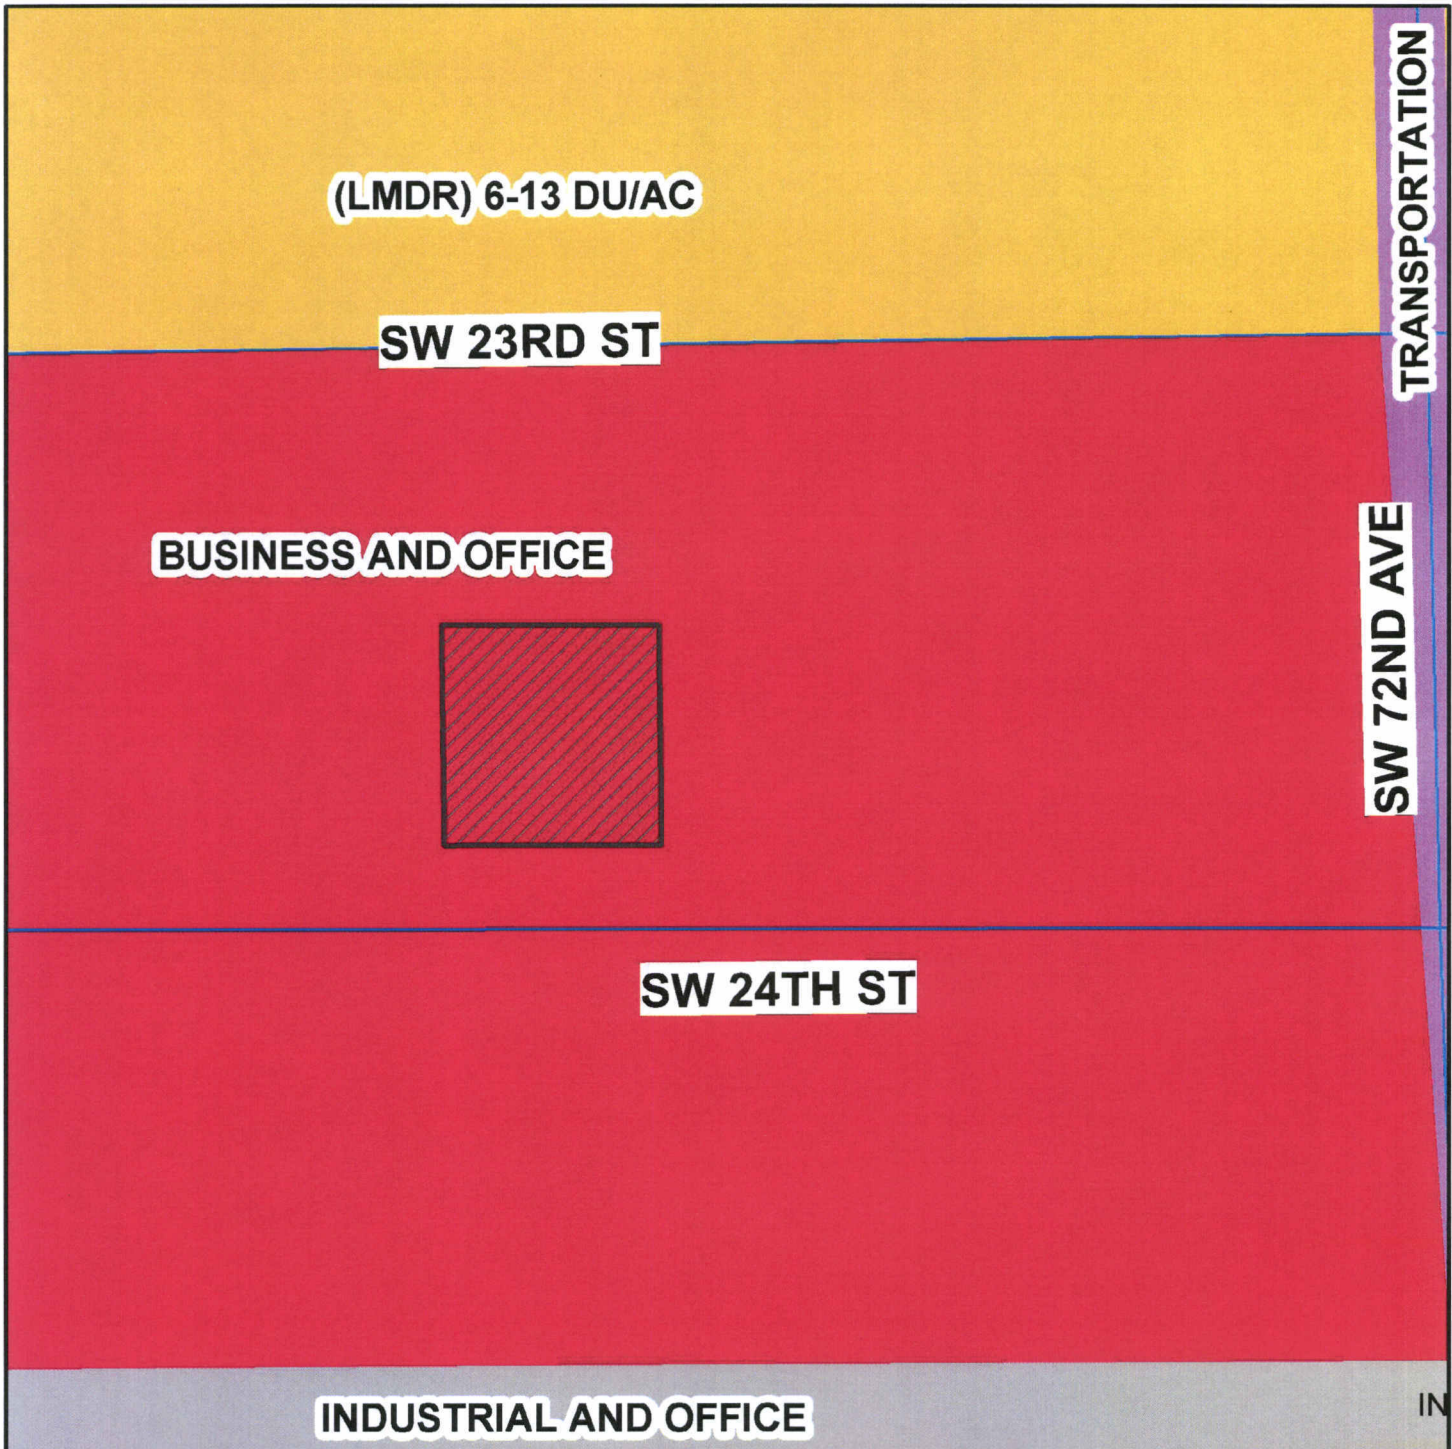 TRANSPORTATION
(LMDR) 6-13 DU/AC
SW 23RD ST
BUSINESS AND OFFICE
SW 72ND AVE
SW 24TH ST
INDUSTRIAL AND OFFICE
IN